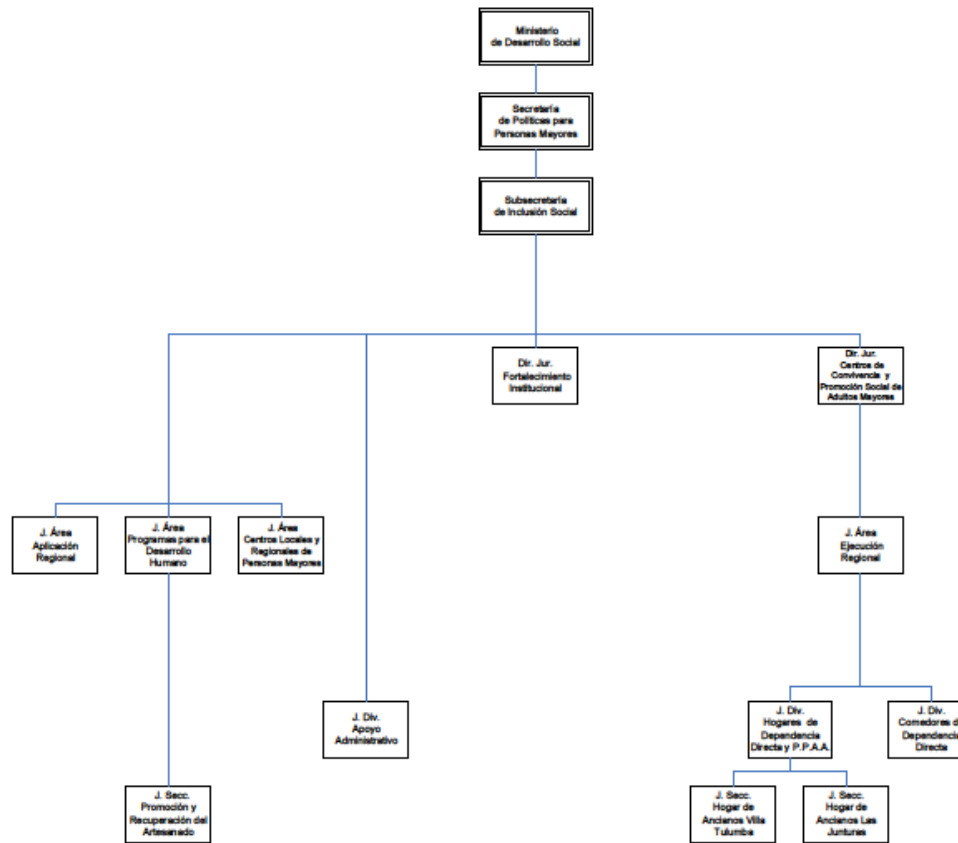 Ministerio
de Desarrollo Social
Secretaría
de Políticas para
Personas Mayores
Subsecretaría
de Inclusión Social
Dir. Jur.
Fortalecimiento
Institucional
Dir. Jur.
Centros de
Convivencia y
Promoción Social de
Adultos Mayores
J. Área
Aplicación
Regional
J. Área
Programas para el
Desarrollo
Humano
J. Área
Centros Locales y
Regionales de
Personas Mayores
J. Área
Ejecución
Regional
J. Div.
Apoyo
Administrativo
J. Div.
Hogares de
Dependencia
Directa y P.P.A.A.
J. Div.
Comedores d
Dependencia
Directa
J. Secc.
Promoción y
Recuperación del
Artesanado
J. Secc.
Hogar de
Ancianos Villa
Tulumba
J. Secc.
Hogar de
Ancianos Las
Junturas